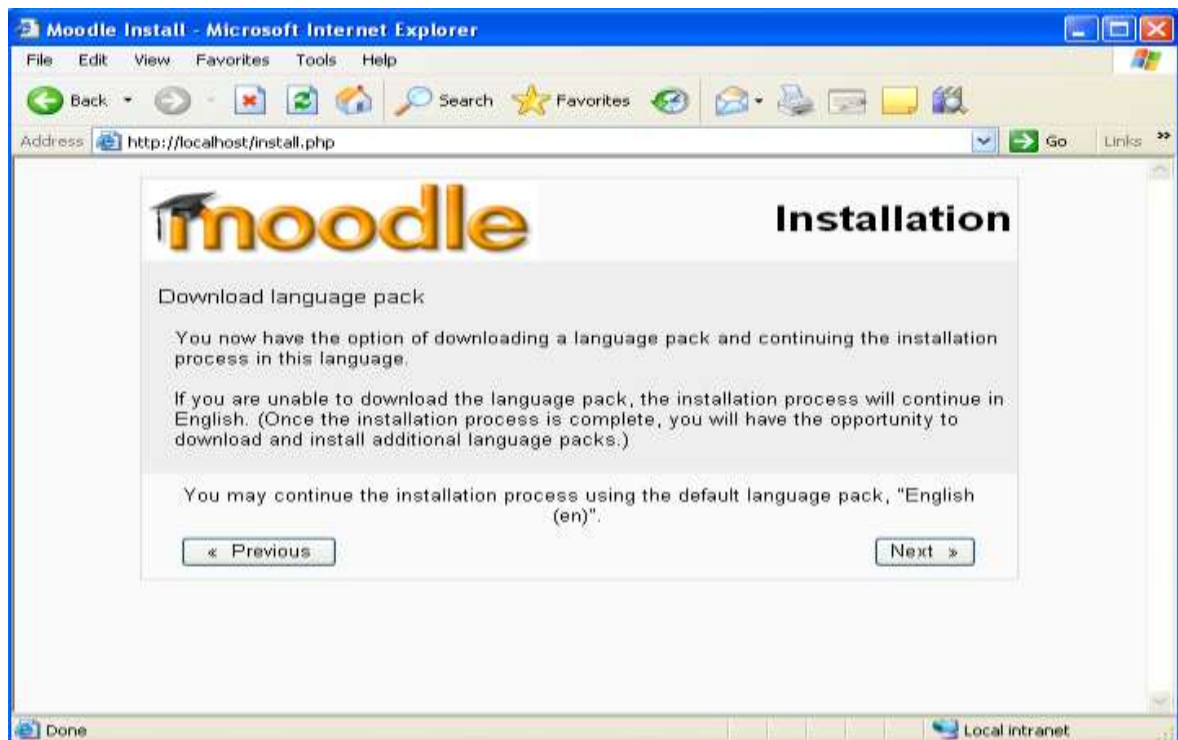 Moodle Install - Microsoft Internet Explorer
File Edit View Favorites Tools Help
Back Search Favorites
Address http://localhost/install.php Go Links »
moodle Installation
Download language pack
You now have the option of downloading a language pack and continuing the installation
process in this language.
If you are unable to download the language pack, the installation process will continue in
English. (Once the installation process is complete, you will have the opportunity to
download and install additional language packs.)
You may continue the installation process using the default language pack, "English
(en)".
« Previous Next »
Done Local intranet